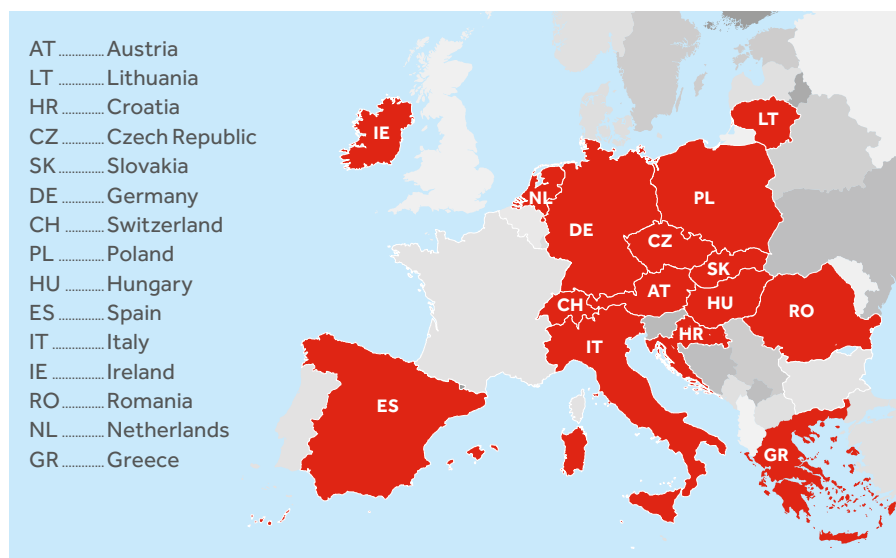 AT ............. Austria
LT ............. Lithuania
HR ............. Croatia
CZ ............. Czech Republic
SK ............. Slovakia
DE ............. Germany
CH ............. Switzerland
PL ............. Poland
HU ............. Hungary
ES ............. Spain
IT ............. Italy
IE ............. Ireland
RO ............. Romania
NL ............. Netherlands
GR ............. Greece
LT
IE
NL
PL
DE
CZ
SK
AT
CH
HU
RO
HR
IT
ES
GR